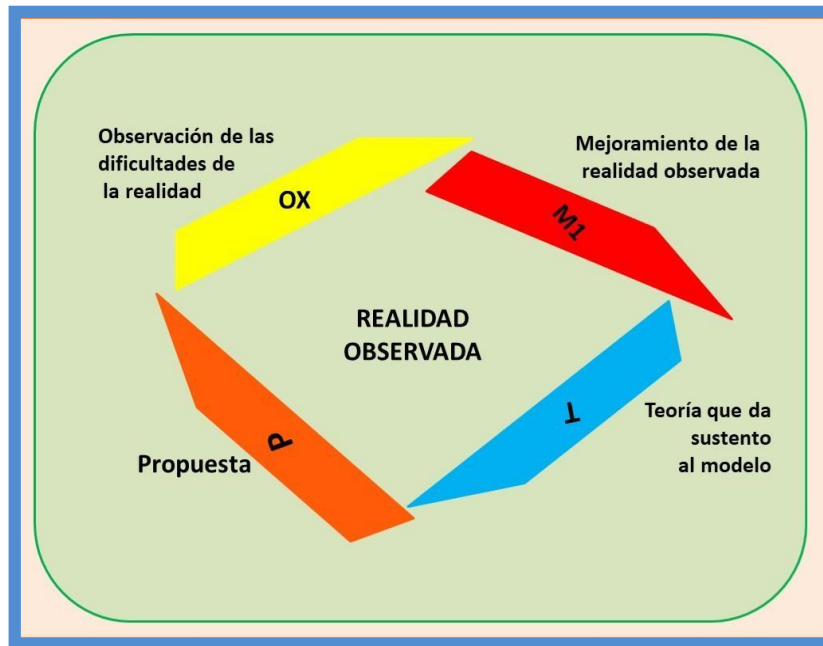 Observación de las
dificultades de
la realidad
OX
Mejoramiento de la
realidad observada
M1
REALIDAD
OBSERVADA
T
Teoría que da
sustento
al modelo
P
Propuesta